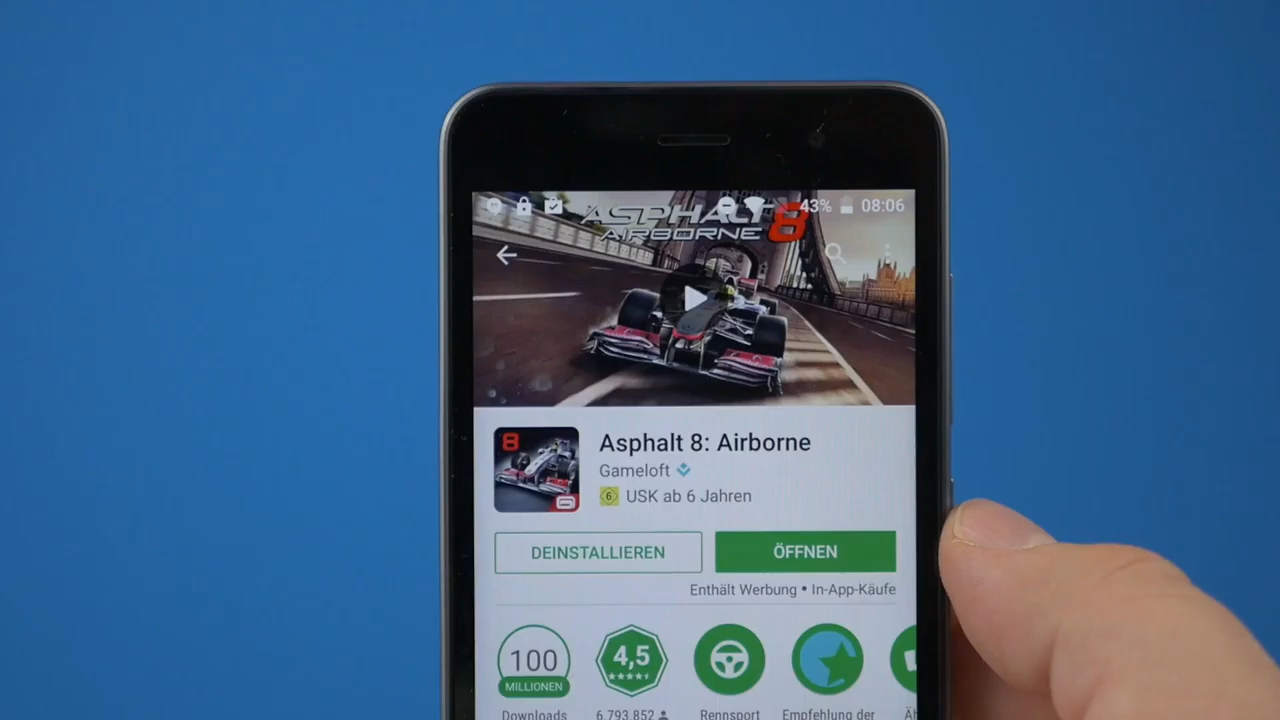 43% 08:06
ASPHALT 8
AIRBORNE
8
Asphalt 8: Airborne
Gameloft
6 USK ab 6 Jahren
DEINSTALLIEREN ÖFFNEN
Enthält Werbung • In-App-Käufe
100 4,5
MILLIONEN
Downloads 6.793.852 Rennsport Empfehlung der